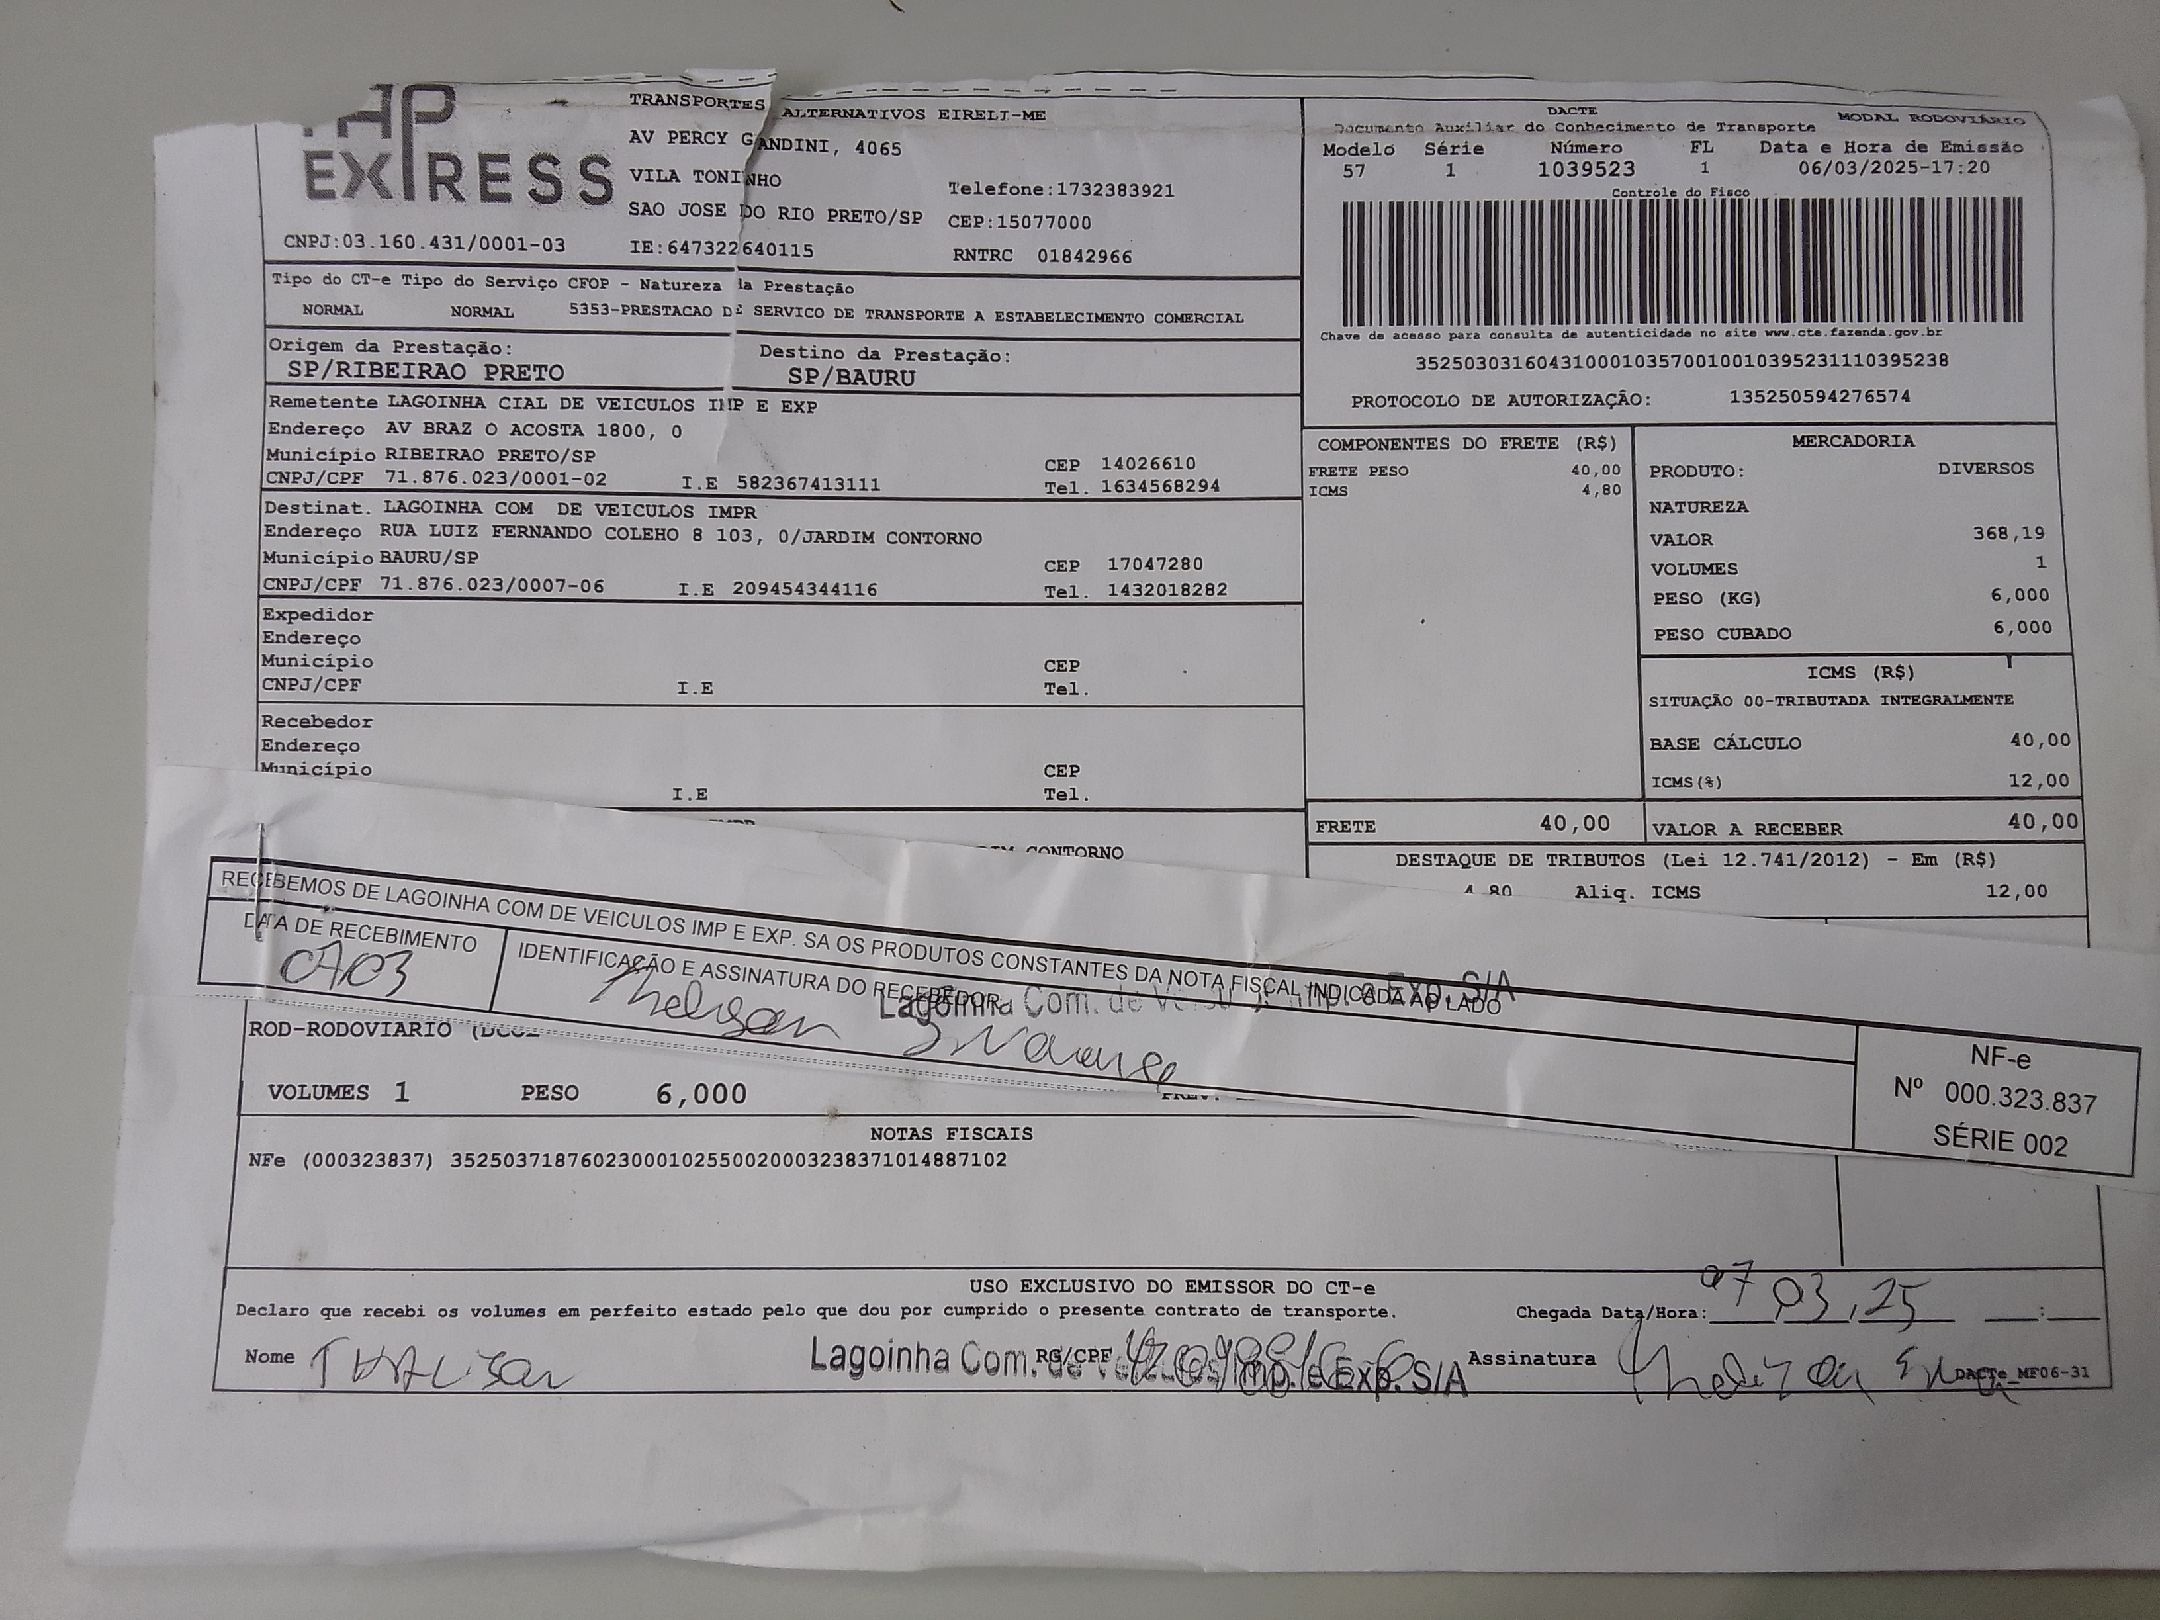 EXPRESS
TRANSPORTES ALTERNATIVOS EIRELI-ME
AV PERCY GANDINI, 4065
VILA TONINHO
Telefone:1732383921
SAO JOSE DO RIO PRETO/SP CEP:15077000
CNPJ:03.160.431/0001-03 IE:647322640115 RNTRC 01842966
DACTE
Documento Auxiliar do Conhecimento de Transporte MODAL RODOVIÁRIO
Modelo Série Número FL Data e Hora de Emissão
57 1 1039523 1 06/03/2025-17:20
Controle do Fisco
Chave de acesso para consulta de autenticidade no site www.cte.fazenda.gov.br
35250303160431000103570010010395231110395238
PROTOCOLO DE AUTORIZAÇÃO: 135250594276574
Tipo do CT-e Tipo do Serviço CFOP - Natureza da Prestação
NORMAL NORMAL 5353-PRESTACAO DE SERVICO DE TRANSPORTE A ESTABELECIMENTO COMERCIAL
Origem da Prestação: Destino da Prestação:
SP/RIBEIRAO PRETO SP/BAURU
Remetente LAGOINHA CIAL DE VEICULOS IMP E EXP
Endereço AV BRAZ O ACOSTA 1800, 0
Município RIBEIRAO PRETO/SP CEP 14026610
CNPJ/CPF 71.876.023/0001-02 I.E 582367413111 Tel. 1634568294
Destinat. LAGOINHA COM DE VEICULOS IMPR
Endereço RUA LUIZ FERNANDO COLEHO 8 103, 0/JARDIM CONTORNO
Município BAURU/SP CEP 17047280
CNPJ/CPF 71.876.023/0007-06 I.E 209454344116 Tel. 1432018282
Expedidor
Endereço
Município CEP
CNPJ/CPF I.E Tel.
Recebedor
Endereço
Município CEP
I.E Tel.
CONTORNO
COMPONENTES DO FRETE (R$)
FRETE PESO 40,00
ICMS 4,80
MERCADORIA
PRODUTO: DIVERSOS
NATUREZA
VALOR 368,19
VOLUMES 1
PESO (KG) 6,000
PESO CUBADO 6,000
ICMS (R$)
SITUAÇÃO 00-TRIBUTADA INTEGRALMENTE
BASE CÁLCULO 40,00
ICMS(%) 12,00
FRETE 40,00 VALOR A RECEBER 40,00
DESTAQUE DE TRIBUTOS (Lei 12.741/2012) - Em (R$)
4,80 Aliq. ICMS 12,00
RECEBEMOS DE LAGOINHA COM DE VEICULOS IMP E EXP. SA OS PRODUTOS CONSTANTES DA NOTA FISCAL INDICADA AO LADO
DATA DE RECEBIMENTO IDENTIFICAÇÃO E ASSINATURA DO RECEBEDOR
0703
Lagoinha Com. de Imp. e Exp. S/A
NF-e
Nº 000.323.837
SÉRIE 002
ROD-RODOVIARIO
VOLUMES 1 PESO 6,000
NOTAS FISCAIS
NFe (000323837) 35250371876023000102550020003238371014887102
USO EXCLUSIVO DO EMISSOR DO CT-e
Declaro que recebi os volumes em perfeito estado pelo que dou por cumprido o presente contrato de transporte. Chegada Data/Hora: 07 03, 25 :
Nome RG/CPF Assinatura
Lagoinha Com. de Veiculos Imp. e Exp. S/A
DACTe_MF06-31